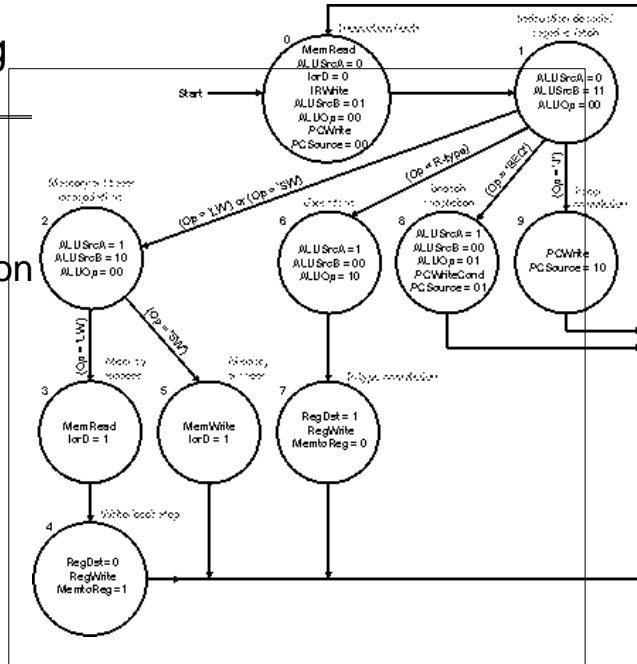 g
on
Start
0
MemRead
ALUSrcA = 0
IorD = 0
IRWrite
ALUSrcB = 01
ALUOp = 00
PCWrite
PCSource = 00
Instruction decode/
1
ALUSrcA = 0
ALUSrcB = 11
ALUOp = 00
(Op = 'LW') or (Op = 'SW')
(Op = R-type)
(Op = 'BEQ')
(Op = 'J')
2
ALUSrcA = 1
ALUSrcB = 10
ALUOp = 00
6
ALUSrcA = 1
ALUSrcB = 00
ALUOp = 10
8
ALUSrcA = 1
ALUSrcB = 00
ALUOp = 01
PCWriteCond
PCSource = 01
9
PCWrite
PCSource = 10
(Op = 'LW')
(Op = 'SW')
3
MemRead
IorD = 1
5
MemWrite
IorD = 1
7
RegDst = 1
RegWrite
MemtoReg = 0
4
RegDst = 0
RegWrite
MemtoReg = 1